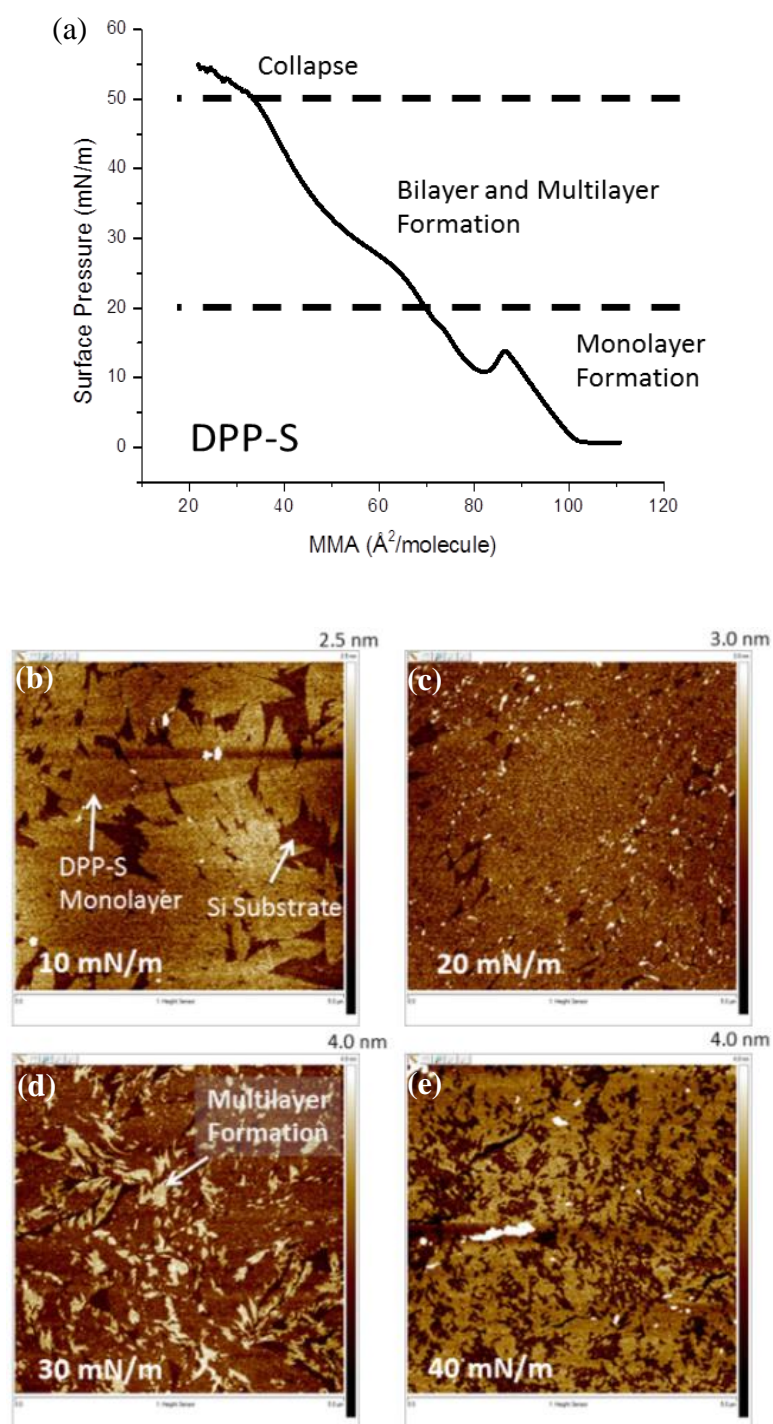 (a)
60
50
40
30
20
10
0
Surface Pressure (mN/m)
Collapse
Bilayer and Multilayer
Formation
Monolayer
Formation
DPP-S
20 40 60 80 100 120
MMA (Å²/molecule)
2.5 nm
(b)
DPP-S
Monolayer
Si Substrate
10 mN/m
3.0 nm
(c)
20 mN/m
4.0 nm
(d)
Multilayer
Formation
30 mN/m
4.0 nm
(e)
40 mN/m